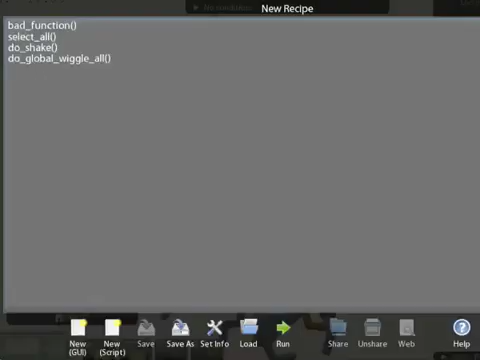 New Recipe
bad_function()
select_all()
do_shake()
do_global_wiggle_all()
New (GUI)
New (Script)
Save
Save As
Set Info
Load
Run
Share
Unshare
Web
Help